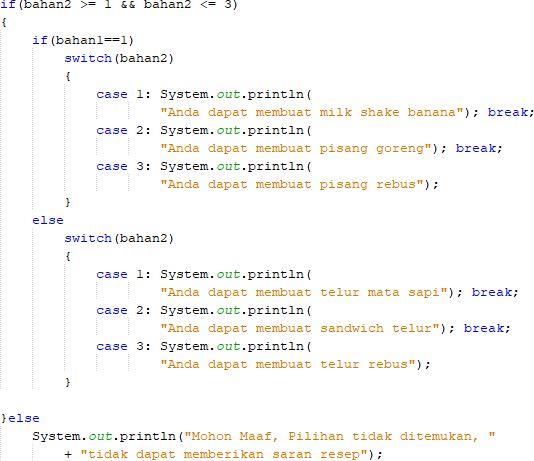 if(bahan2 >= 1 && bahan2 <= 3)
{
    if(bahan1==1)
        switch(bahan2)
        {
            case 1: System.out.println(
                    "Anda dapat membuat milk shake banana"); break;
            case 2: System.out.println(
                    "Anda dapat membuat pisang goreng"); break;
            case 3: System.out.println(
                    "Anda dapat membuat pisang rebus");
        }
    else
        switch(bahan2)
        {
            case 1: System.out.println(
                    "Anda dapat membuat telur mata sapi"); break;
            case 2: System.out.println(
                    "Anda dapat membuat sandwich telur"); break;
            case 3: System.out.println(
                    "Anda dapat membuat telur rebus");
        }

}else
    System.out.println("Mohon Maaf, Pilihan tidak ditemukan, "
        + "tidak dapat memberikan saran resep");